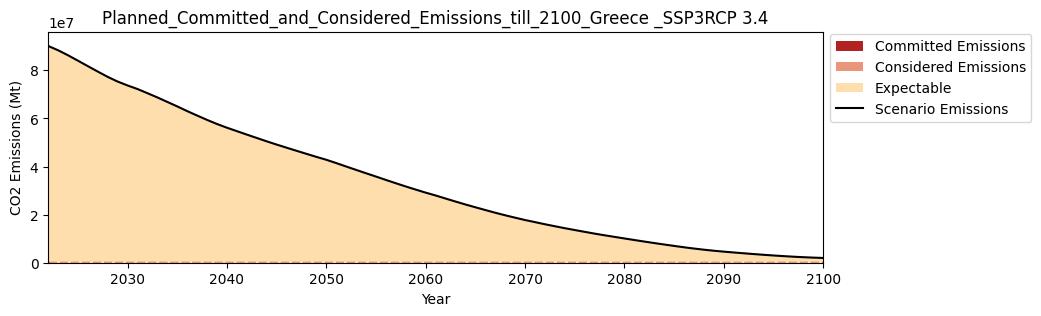 Planned_Committed_and_Considered_Emissions_till_2100_Greece _SSP3RCP 3.4
1e7
8
6
4
2
0
CO2 Emissions (Mt)
2030 2040 2050 2060 2070 2080 2090 2100
Year
Committed Emissions
Considered Emissions
Expectable
Scenario Emissions